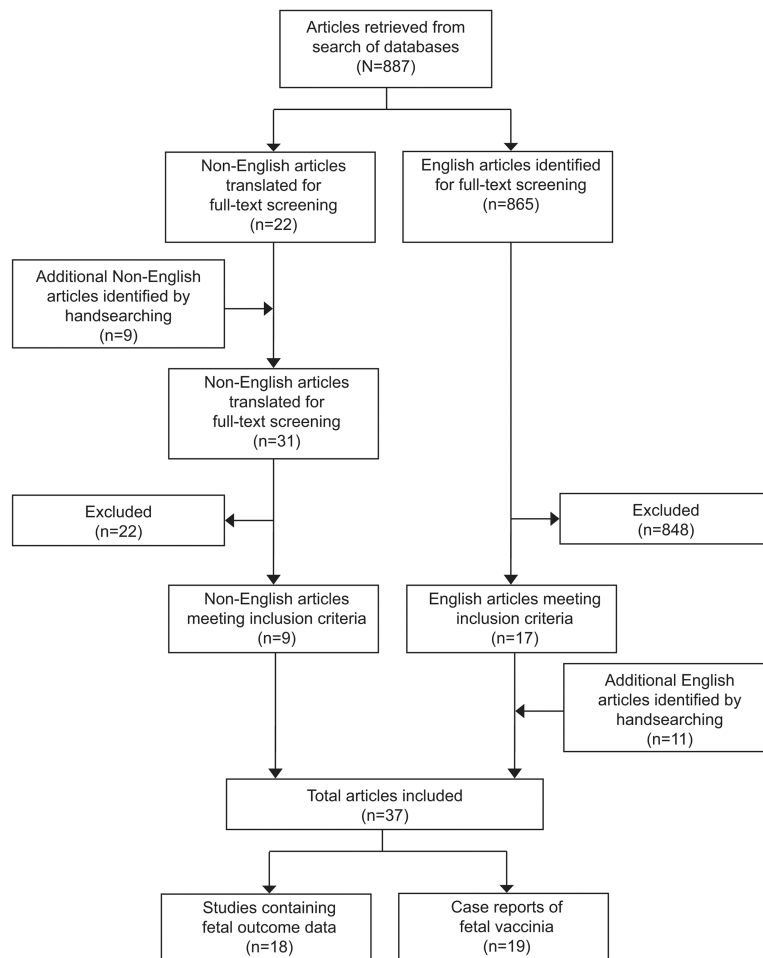 Articles retrieved from
search of databases
(N=887)
Non-English articles
translated for
full-text screening
(n=22)
English articles identified
for full-text screening
(n=865)
Additional Non-English
articles identified by
handsearching
(n=9)
Non-English articles
translated for
full-text screening
(n=31)
Excluded
(n=22)
Excluded
(n=848)
Non-English articles
meeting inclusion criteria
(n=9)
English articles meeting
inclusion criteria
(n=17)
Additional English
articles identified by
handsearching
(n=11)
Total articles included
(n=37)
Studies containing
fetal outcome data
(n=18)
Case reports of
fetal vaccinia
(n=19)